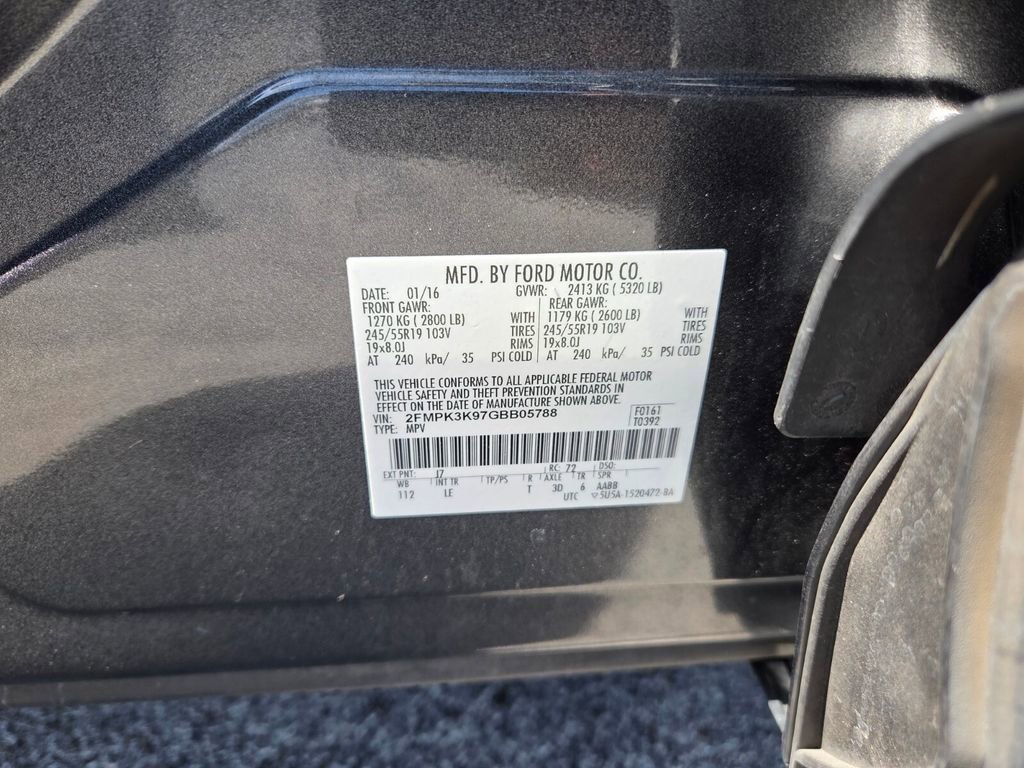 MFD. BY FORD MOTOR CO.
DATE: 01/16 GVWR: 2413 KG ( 5320 LB)
FRONT GAWR: REAR GAWR:
1270 KG ( 2800 LB) WITH 1179 KG ( 2600 LB) WITH
245/55R19 103V TIRES 245/55R19 103V TIRES
19x8.0J RIMS 19x8.0J RIMS
AT 240 kPa/ 35 PSI COLD AT 240 kPa/ 35 PSI COLD
THIS VEHICLE CONFORMS TO ALL APPLICABLE FEDERAL MOTOR
VEHICLE SAFETY AND THEFT PREVENTION STANDARDS IN
EFFECT ON THE DATE OF MANUFACTURE SHOWN ABOVE.
VIN: 2FMPK3K97GBB05788 F0161
TYPE: MPV T0392
EXT PNT: J7 RC: 72 DSO:
WB INT TR TP/PS R AXLE TR SPR
112 LE T 3D 6 AABB
UTC ▽5U5A-1520472-BA